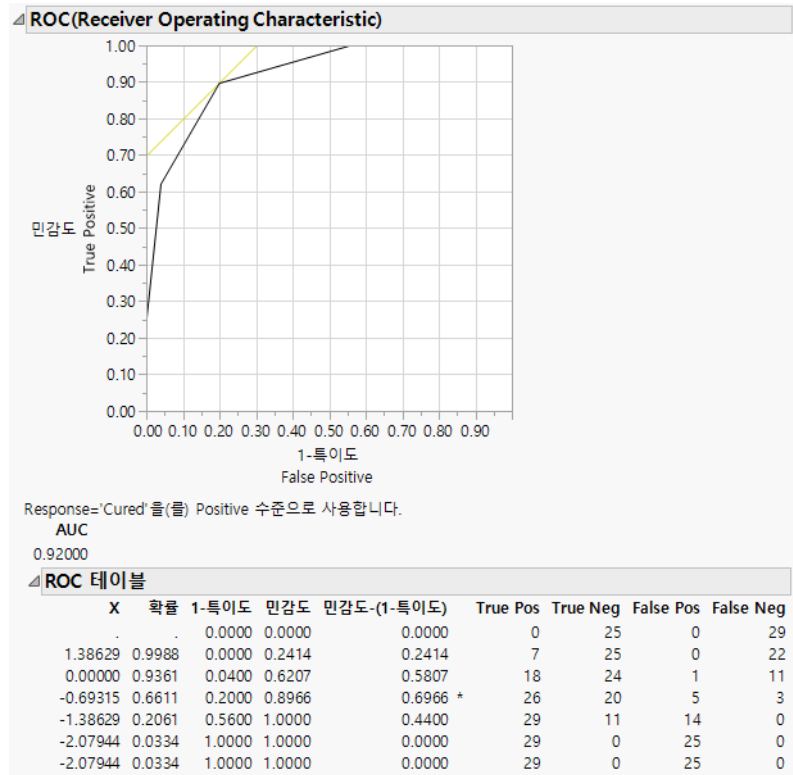 ROC(Receiver Operating Characteristic)
1.00
0.90
0.80
0.70
0.60
0.50
0.40
0.30
0.20
0.10
0.00
민감도
True Positive
0.00 0.10 0.20 0.30 0.40 0.50 0.60 0.70 0.80 0.90
1-특이도
False Positive
Response='Cured'을(를) Positive 수준으로 사용합니다.
AUC
0.92000
ROC 테이블
X 확률 1-특이도 민감도 민감도-(1-특이도) True Pos True Neg False Pos False Neg
. . 0.0000 0.0000 0.0000 0 25 0 29
1.38629 0.9988 0.0000 0.2414 0.2414 7 25 0 22
0.00000 0.9361 0.0400 0.6207 0.5807 18 24 1 11
-0.69315 0.6611 0.2000 0.8966 0.6966 * 26 20 5 3
-1.38629 0.2061 0.5600 1.0000 0.4400 29 11 14 0
-2.07944 0.0334 1.0000 1.0000 0.0000 29 0 25 0
-2.07944 0.0334 1.0000 1.0000 0.0000 29 0 25 0